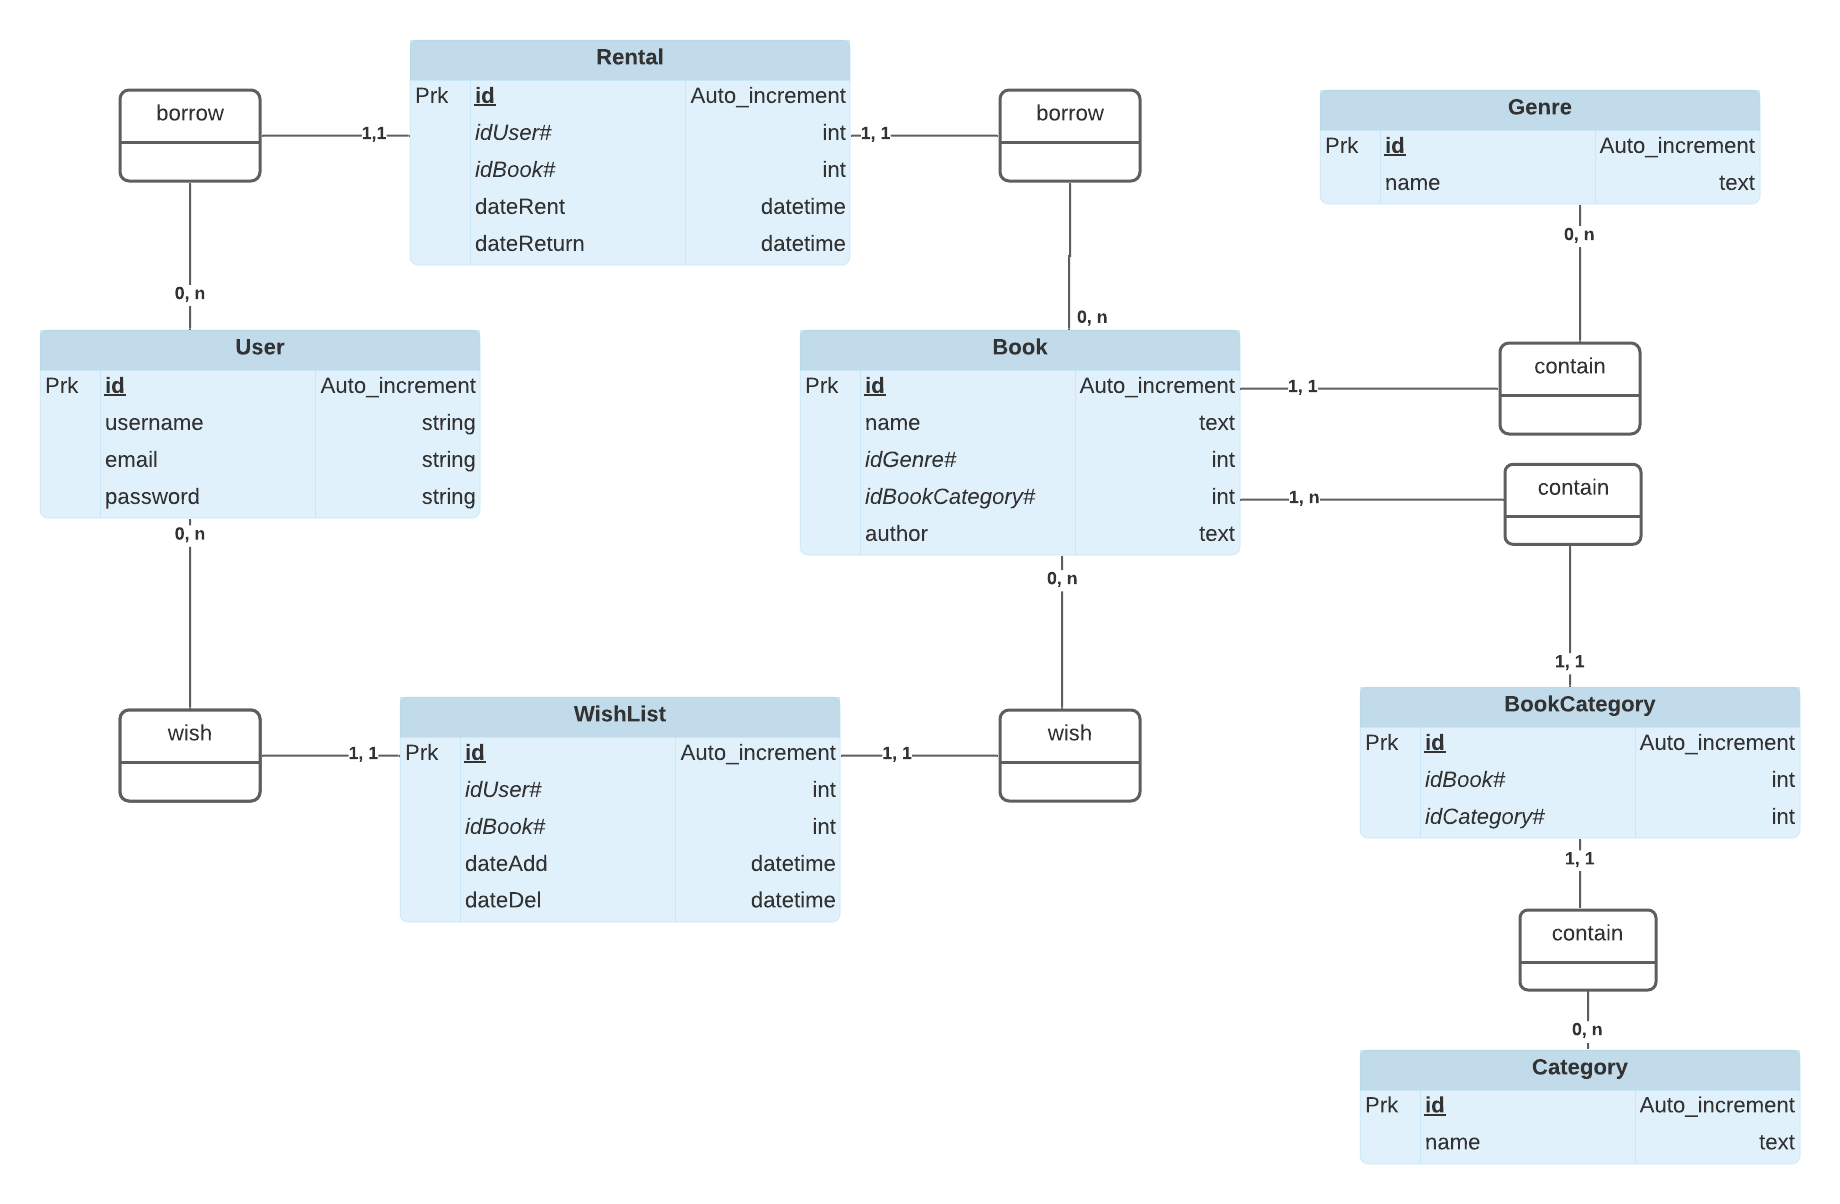 Rental
Prk id Auto_increment
idUser# int
idBook# int
dateRent datetime
dateReturn datetime
borrow
1,1
1, 1
borrow
Genre
Prk id Auto_increment
name text
0, n
0, n
0, n
User
Prk id Auto_increment
username string
email string
password string
0, n
Book
Prk id Auto_increment
name text
idGenre# int
idBookCategory# int
author text
0, n
1, 1
contain
1, n
contain
1, 1
wish
1, 1
WishList
Prk id Auto_increment
idUser# int
idBook# int
dateAdd datetime
dateDel datetime
1, 1
wish
BookCategory
Prk id Auto_increment
idBook# int
idCategory# int
1, 1
contain
0, n
Category
Prk id Auto_increment
name text